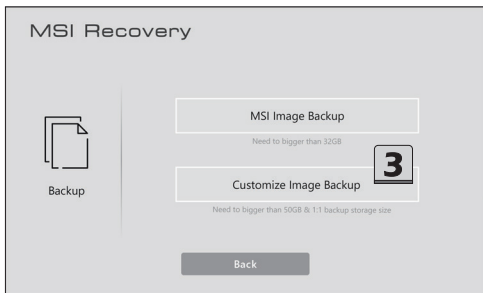 MSI Recovery
MSI Image Backup
Need to bigger than 32GB
3
Backup
Customize Image Backup
Need to bigger than 50GB & 1:1 backup storage size
Back